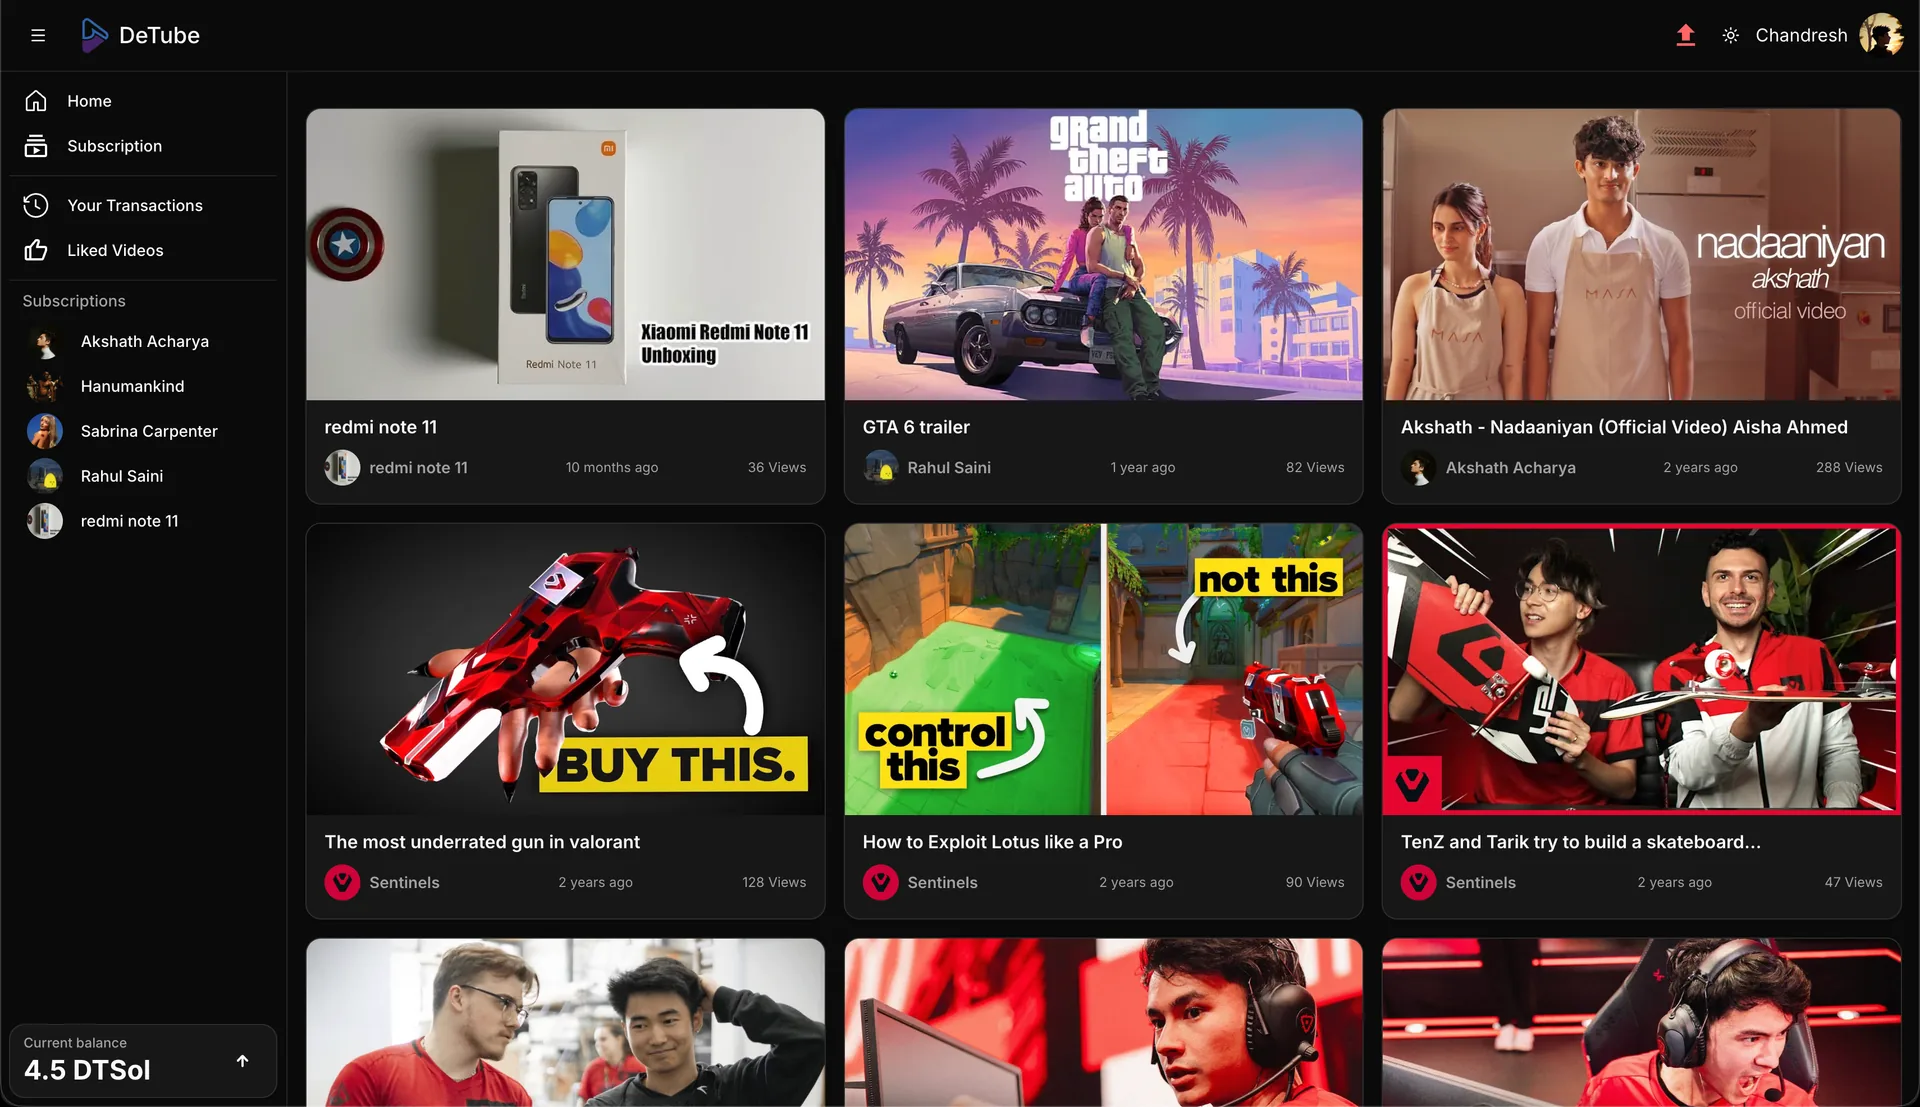 DeTube
Chandresh
Home
Subscription
Your Transactions
Liked Videos
Subscriptions
Akshath Acharya
Hanumankind
Sabrina Carpenter
Rahul Saini
redmi note 11
Current balance
4.5 DTSol
mi
Redmi
Redmi Note 11
Xiaomi Redmi Note 11
Unboxing
redmi note 11
redmi note 11 10 months ago 36 Views
grand
theft
auto
GTA 6 trailer
Rahul Saini 1 year ago 82 Views
MASA
MASA
nadaaniyan
akshath
official video
Akshath - Nadaaniyan (Official Video) Aisha Ahmed
Akshath Acharya 2 years ago 288 Views
BUY THIS.
The most underrated gun in valorant
Sentinels 2 years ago 128 Views
not this
control
this
How to Exploit Lotus like a Pro
Sentinels 2 years ago 90 Views
TenZ and Tarik try to build a skateboard...
Sentinels 2 years ago 47 Views